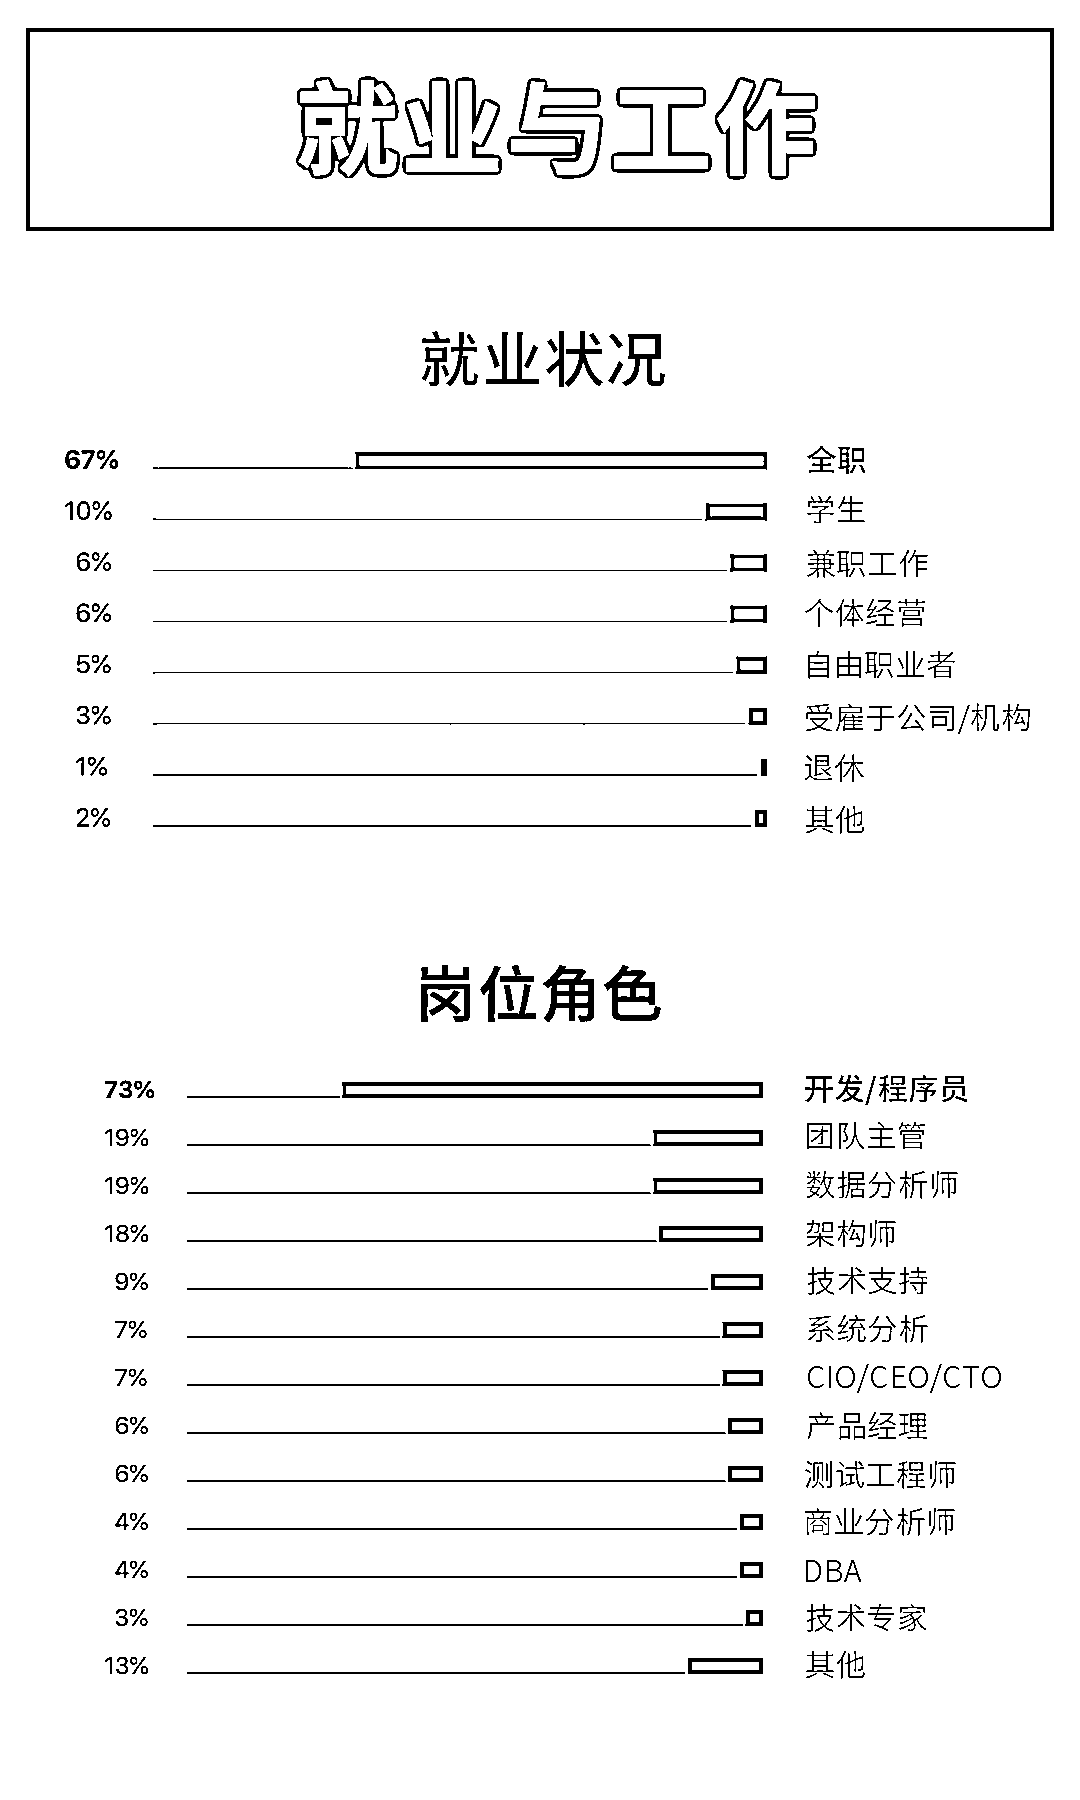 就业与工作
就业状况
67% 全职
10% 学生
6% 兼职工作
6% 个体经营
5% 自由职业者
3% 受雇于公司/机构
1% 退休
2% 其他
岗位角色
73% 开发/程序员
19% 团队主管
19% 数据分析师
18% 架构师
9% 技术支持
7% 系统分析
7% CIO/CEO/CTO
6% 产品经理
6% 测试工程师
4% 商业分析师
4% DBA
3% 技术专家
13% 其他